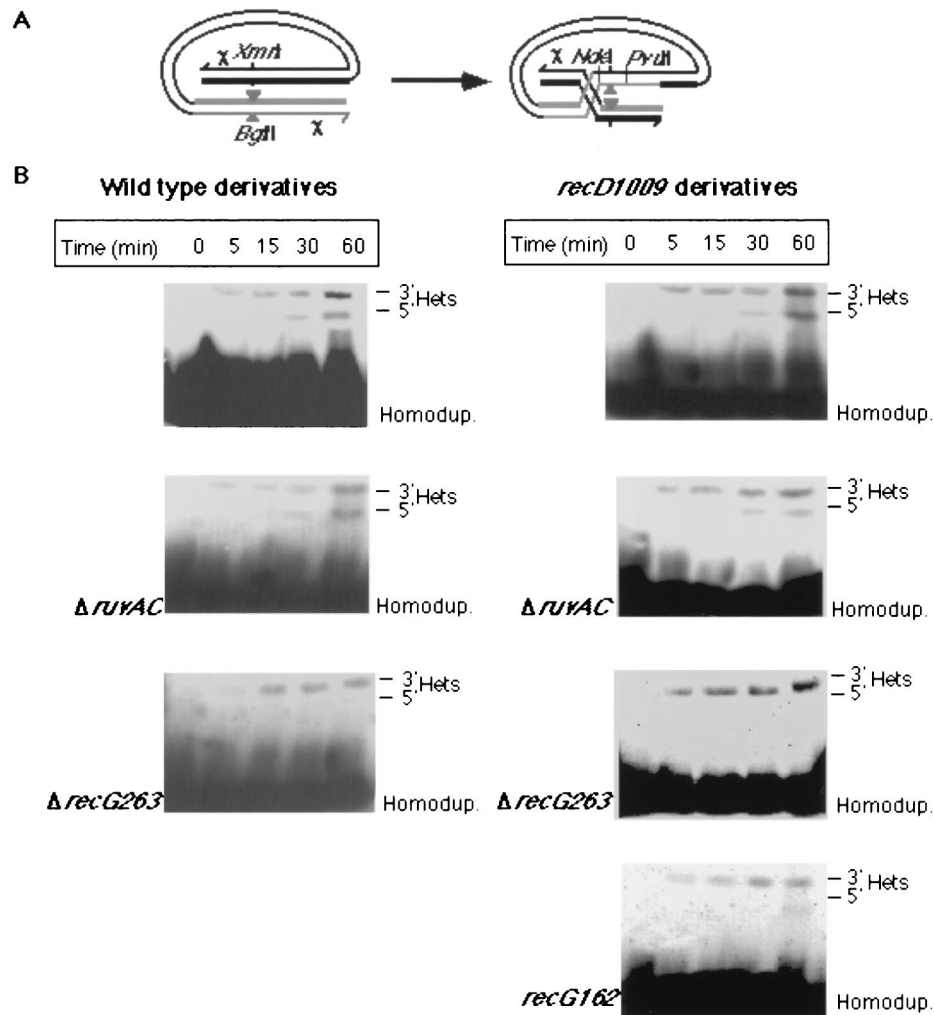 A
χ XmnI
BglII χ
χ NdeI PvuII
B
Wild type derivatives
Time (min) 0 5 15 30 60
3'
5' Hets
Homodup.
ΔruvAC
3'
5' Hets
Homodup.
ΔrecG263
3'
5' Hets
Homodup.
recD1009 derivatives
Time (min) 0 5 15 30 60
3'
5' Hets
Homodup.
ΔruvAC
3'
5' Hets
Homodup.
ΔrecG263
3'
5' Hets
Homodup.
recG162
3'
5' Hets
Homodup.